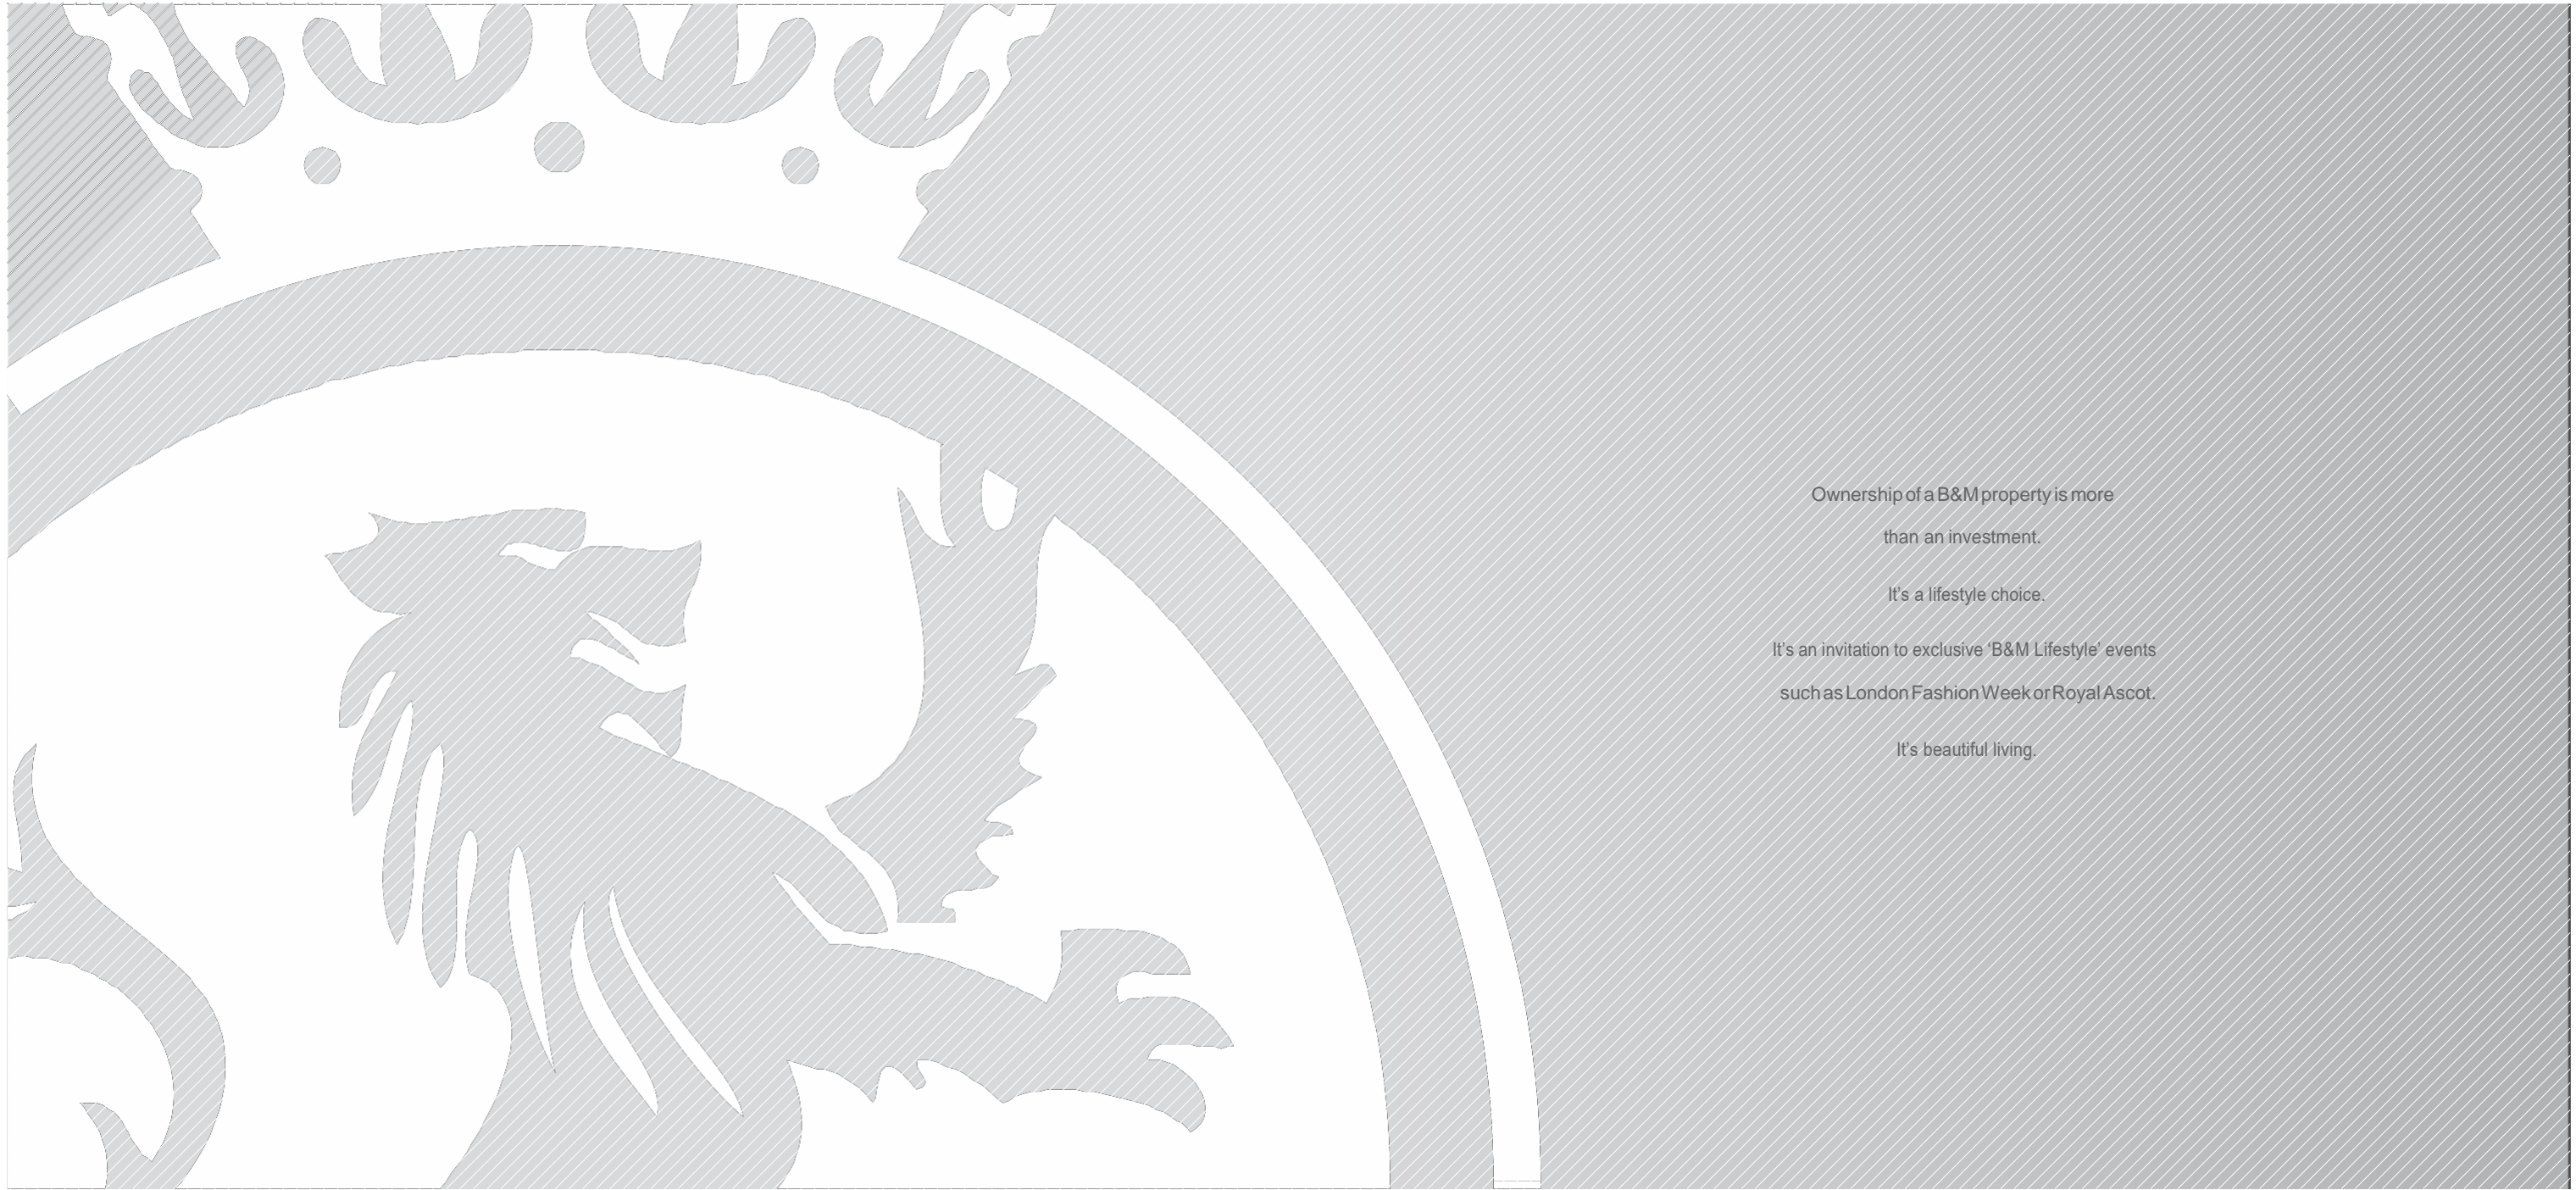 Ownership of a B&M property is more
than an investment.
It’s a lifestyle choice.
It’s an invitation to exclusive ‘B&M Lifestyle’ events
such as London Fashion Week or Royal Ascot.
It’s beautiful living.